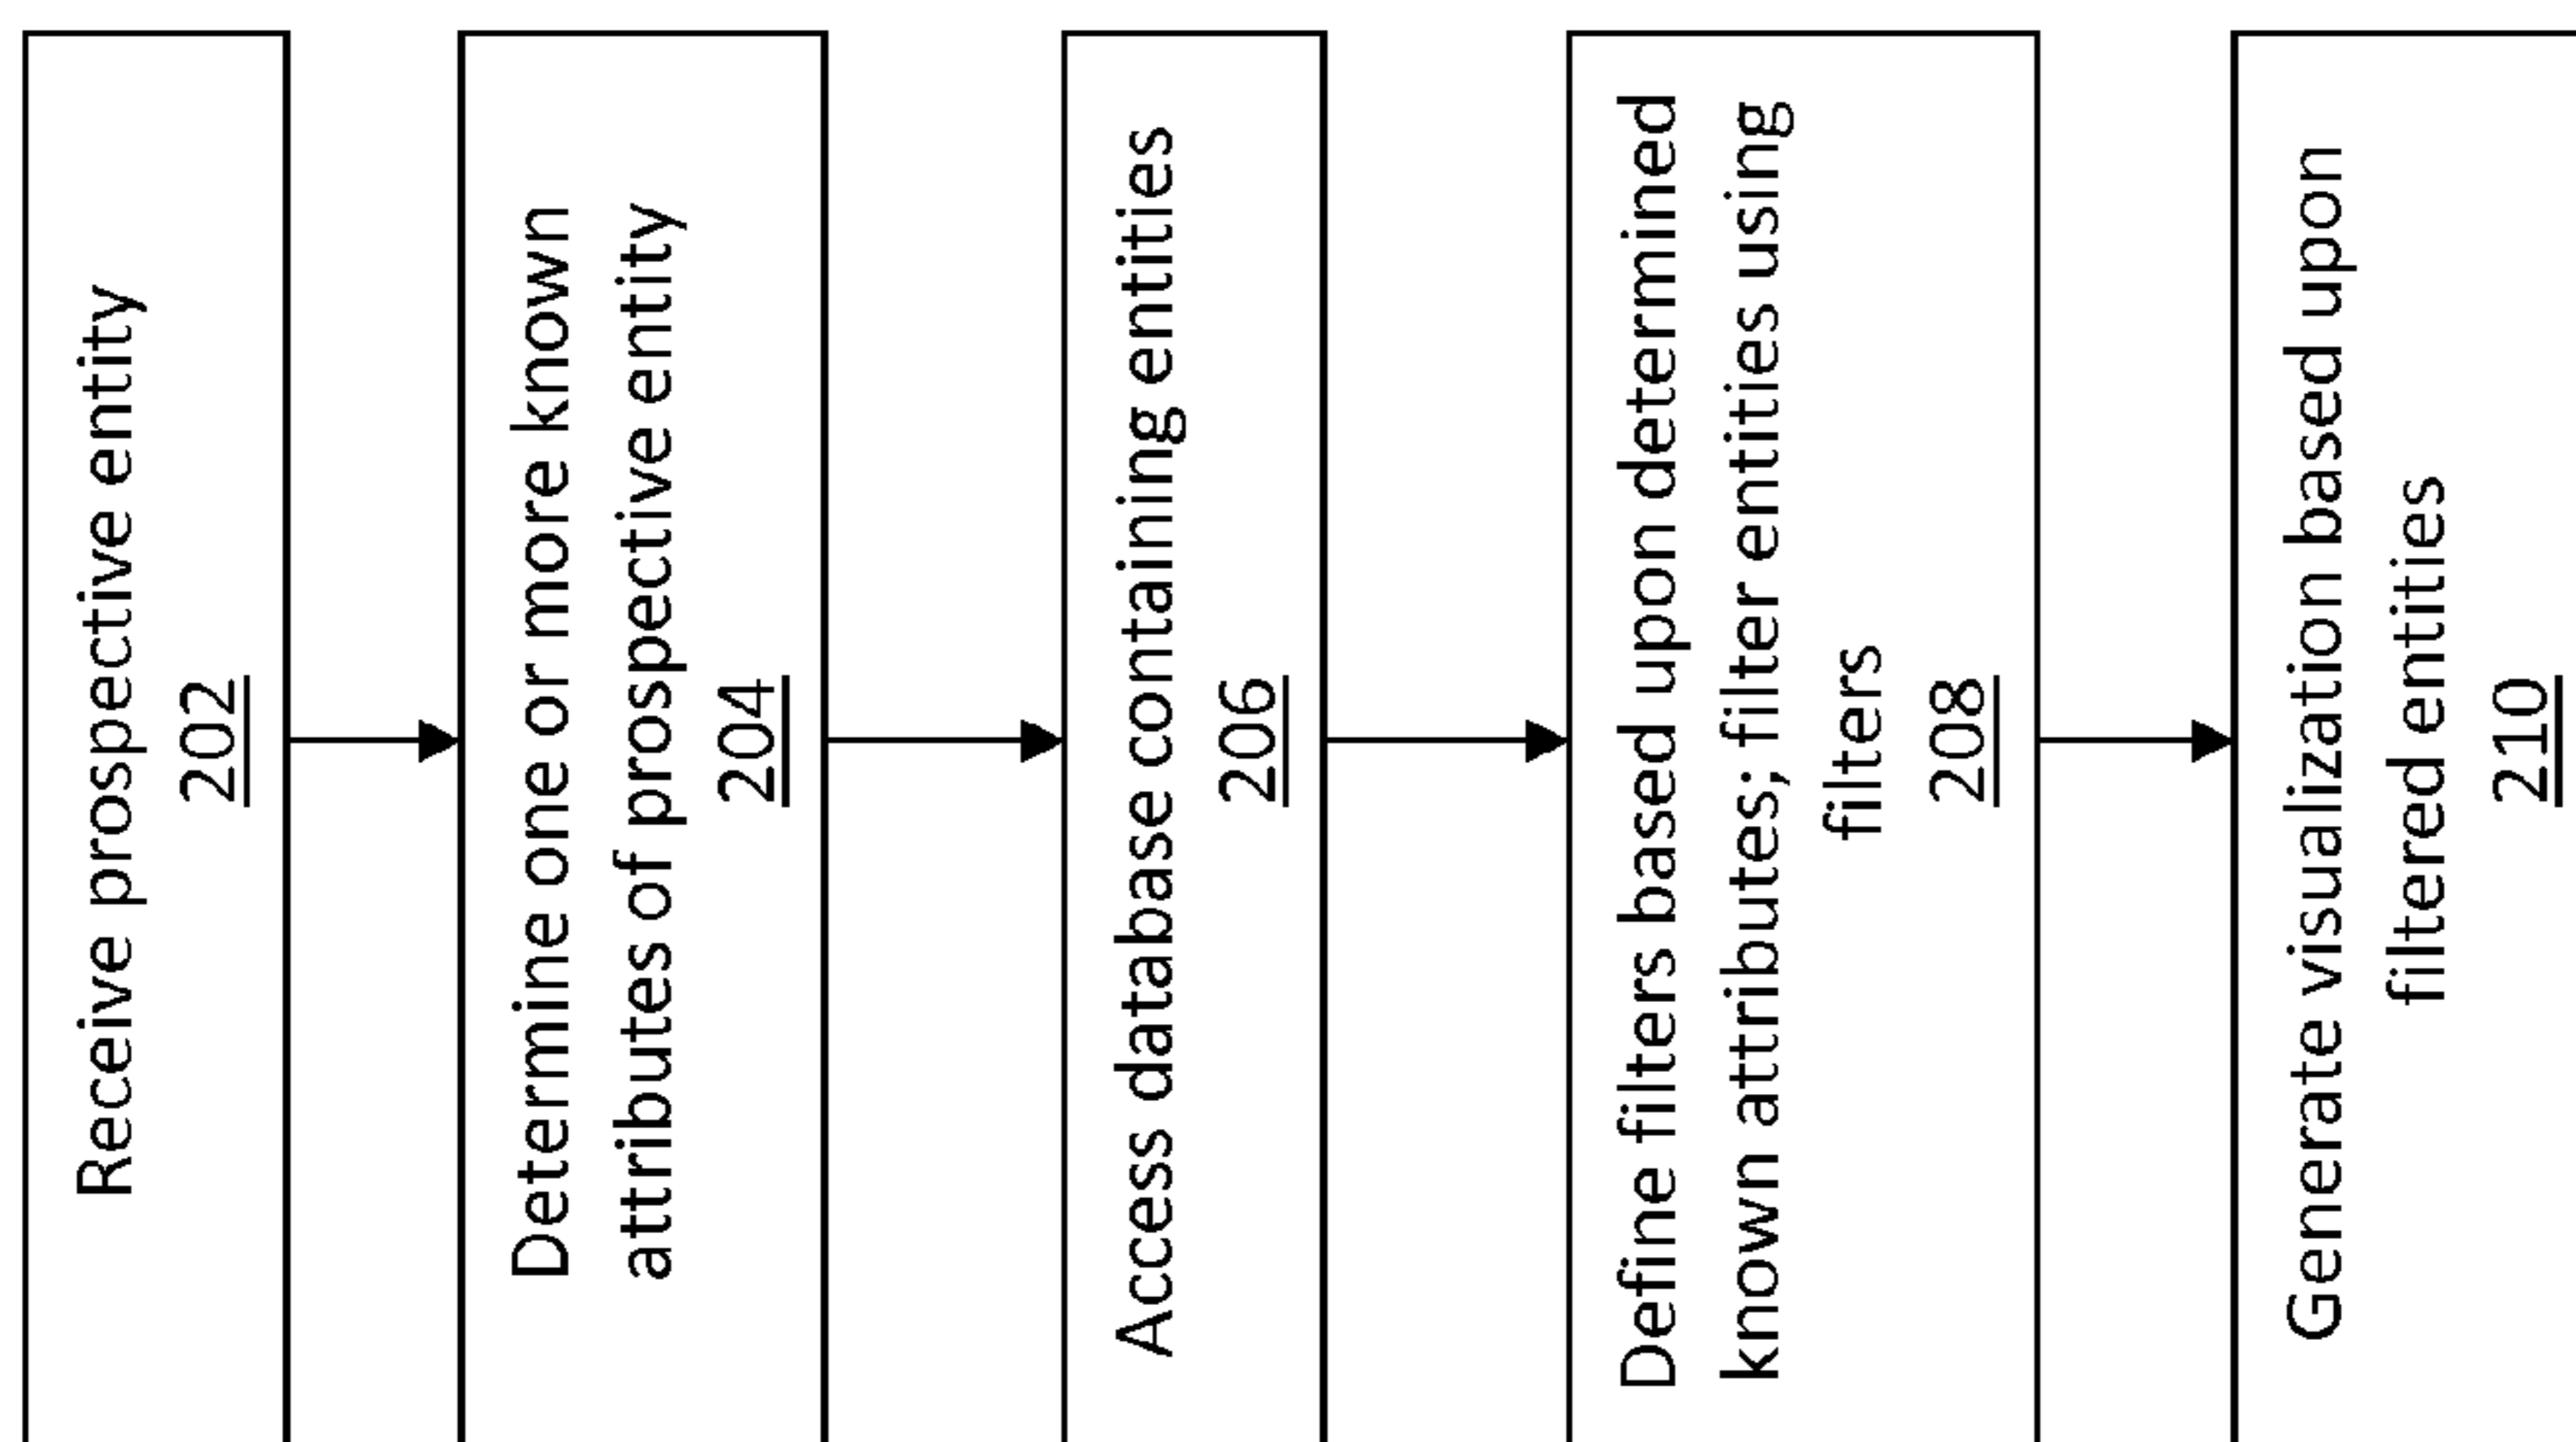 Receive prospective entity
202
Determine one or more known
attributes of prospective entity
204
Access database containing entities
206
Define filters based upon determined
known attributes; filter entities using
filters
208
Generate visualization based upon
filtered entities
210